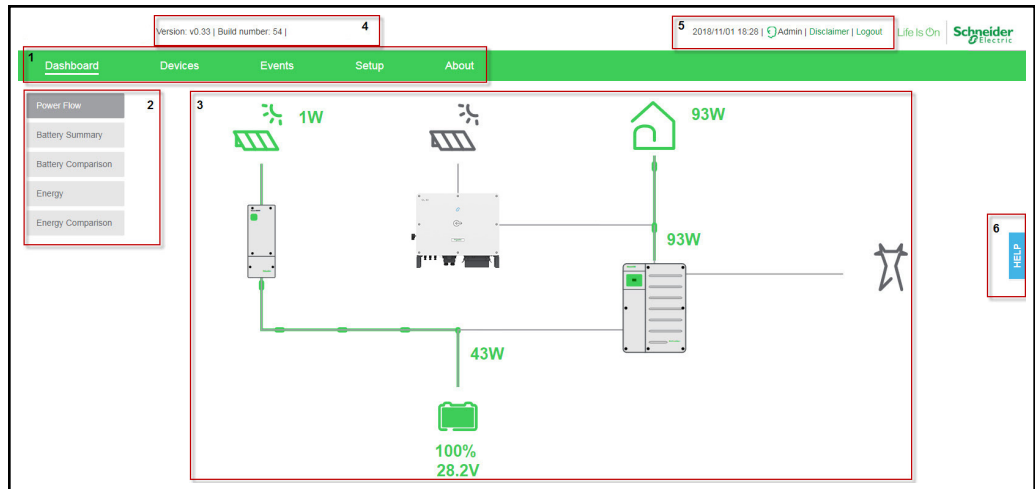 Version: v0.33 | Build number: 54 |
4
5
2018/11/01 18:28 | Admin | Disclaimer | Logout
Life Is On | Schneider Electric
1
Dashboard Devices Events Setup About
Power Flow
2
Battery Summary
Battery Comparison
Energy
Energy Comparison
3
1W
93W
93W
43W
100%
28.2V
6
HELP